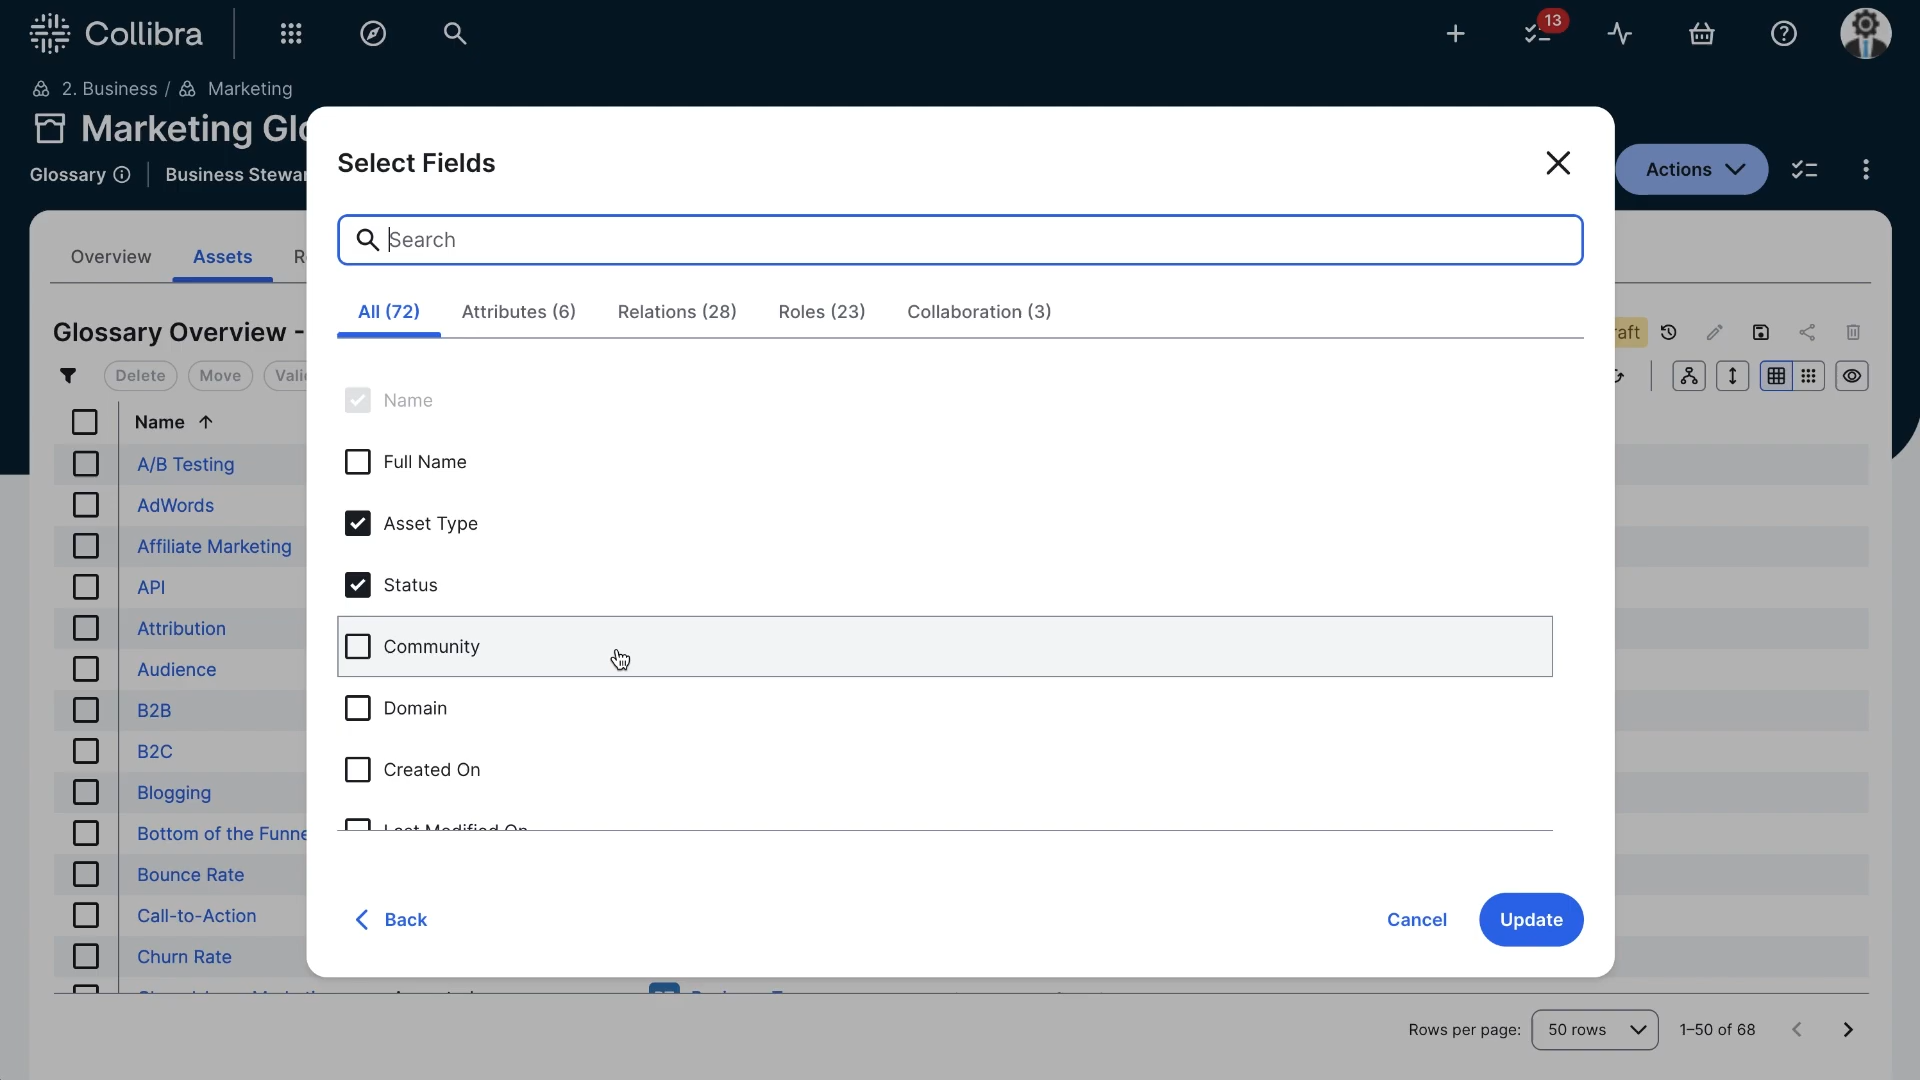 Collibra
13
2. Business / Marketing
Marketing Glo
Glossary
Business Stewar
Actions
Select Fields
Search
Overview
Assets
R
All (72)
Attributes (6)
Relations (28)
Roles (23)
Collaboration (3)
Glossary Overview -
aft
Delete
Move
Vali
Name
Name
A/B Testing
Full Name
AdWords
Asset Type
Affiliate Marketing
Status
API
Attribution
Community
Audience
B2B
Domain
B2C
Created On
Blogging
Last Modified On
Bottom of the Funne
Bounce Rate
Call-to-Action
Back
Cancel
Update
Churn Rate
Rows per page:
50 rows
1–50 of 68